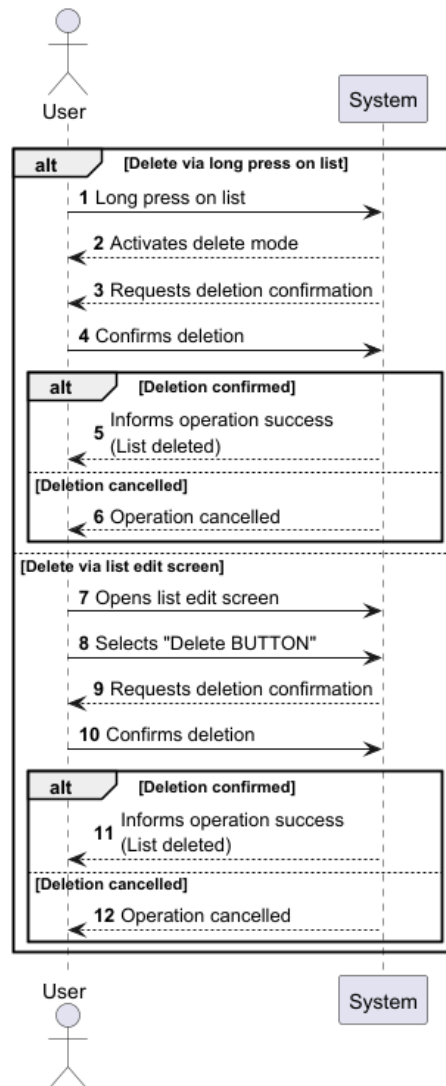 User
System
alt [Delete via long press on list]
1 Long press on list
2 Activates delete mode
3 Requests deletion confirmation
4 Confirms deletion
alt [Deletion confirmed]
5 Informs operation success
(List deleted)
[Deletion cancelled]
6 Operation cancelled
[Delete via list edit screen]
7 Opens list edit screen
8 Selects "Delete BUTTON"
9 Requests deletion confirmation
10 Confirms deletion
alt [Deletion confirmed]
11 Informs operation success
(List deleted)
[Deletion cancelled]
12 Operation cancelled
User
System